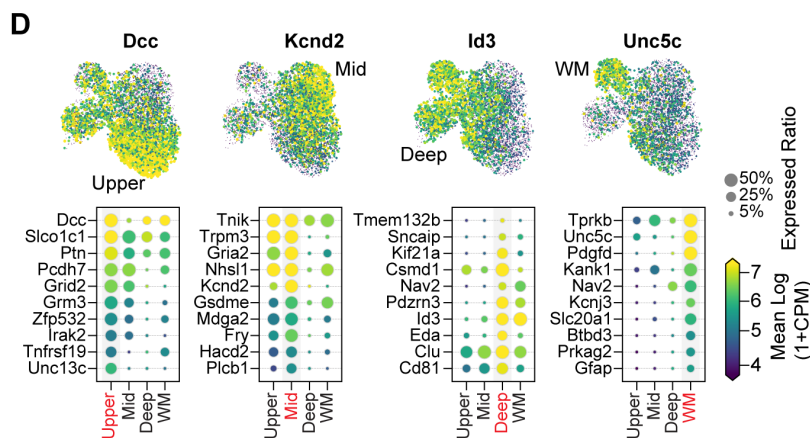 D
Dcc
Kcnd2
Id3
Unc5c
Upper
Mid
Deep
WM
Dcc
Slco1c1
Ptn
Pcdh7
Grid2
Grm3
Zfp532
Irak2
Tnfrsf19
Unc13c
Upper
Mid
Deep
WM
Tnik
Trpm3
Gria2
Nhsl1
Kcnd2
Gsdme
Mdga2
Fry
Hacd2
Plcb1
Upper
Mid
Deep
WM
Tmem132b
Sncaip
Kif21a
Csmd1
Nav2
Pdzrn3
Id3
Eda
Clu
Cd81
Upper
Mid
Deep
WM
Tprkb
Unc5c
Pdgfd
Kank1
Nav2
Kcnj3
Slc20a1
Btbd3
Prkag2
Gfap
Upper
Mid
Deep
WM
50%
25%
5%
Expressed Ratio
7
6
5
4
Mean Log
(1+CPM)